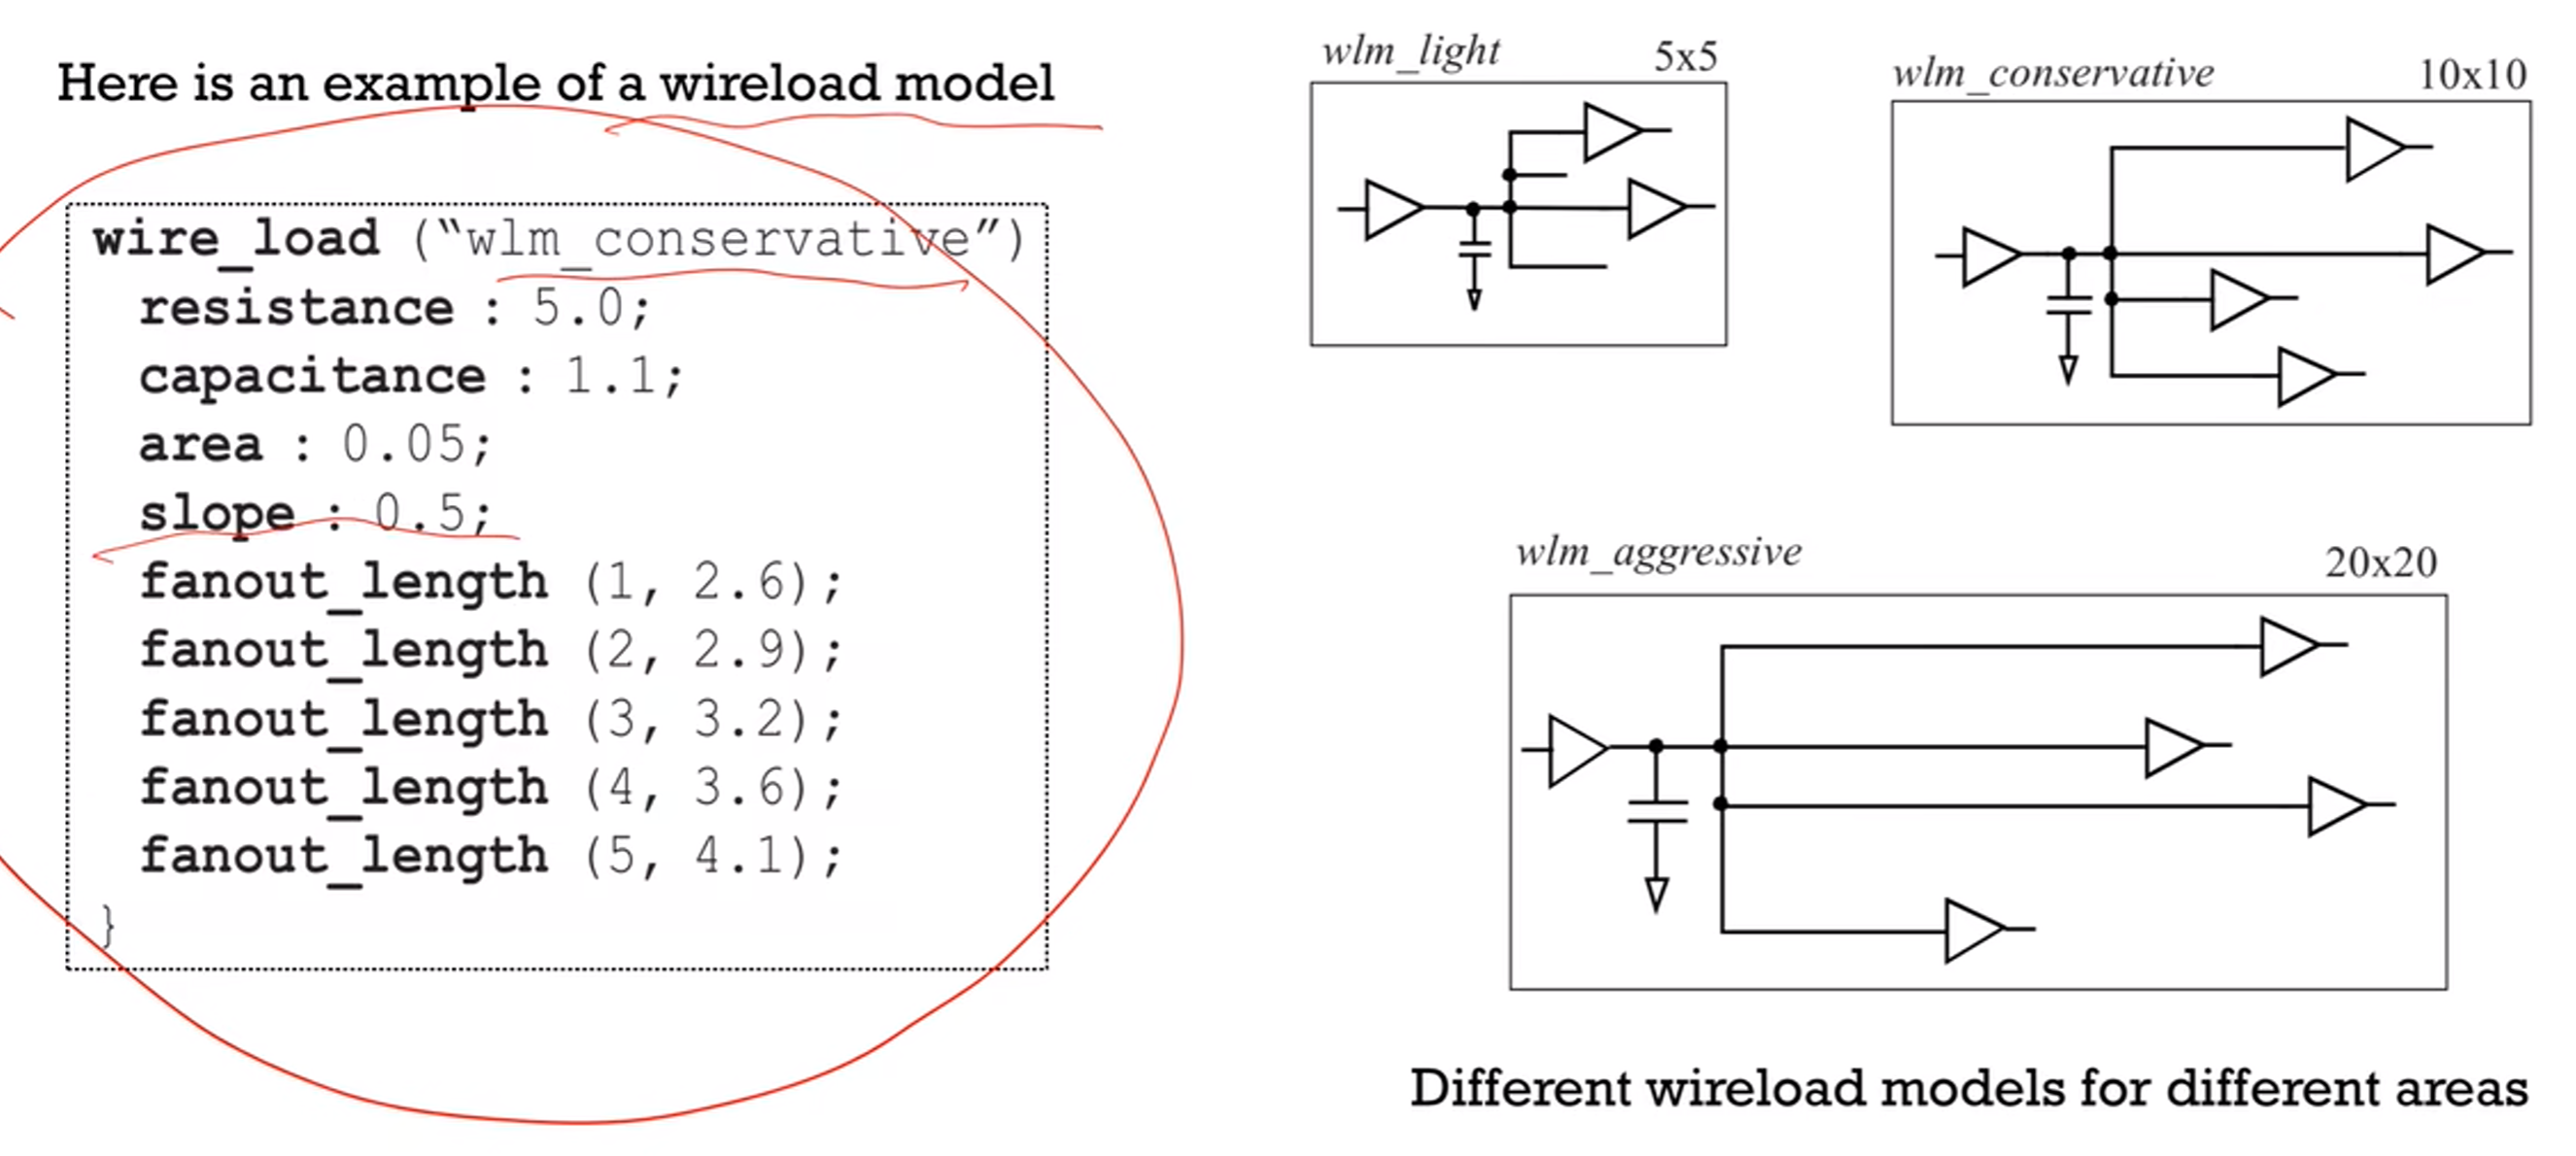 Here is an example of a wireload model
wire_load (“wlm_conservative”)
resistance : 5.0;
capacitance : 1.1;
area : 0.05;
slope : 0.5;
fanout_length (1, 2.6);
fanout_length (2, 2.9);
fanout_length (3, 3.2);
fanout_length (4, 3.6);
fanout_length (5, 4.1);
}
wlm_light 5x5
wlm_conservative 10x10
wlm_aggressive 20x20
Different wireload models for different areas